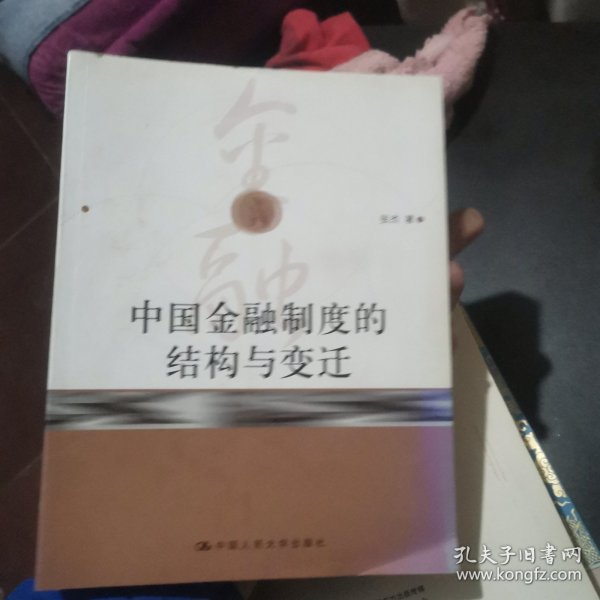 金融
张杰 著
中国金融制度的
结构与变迁
中国人民大学出版社
孔夫子旧书网
www.kongfz.com